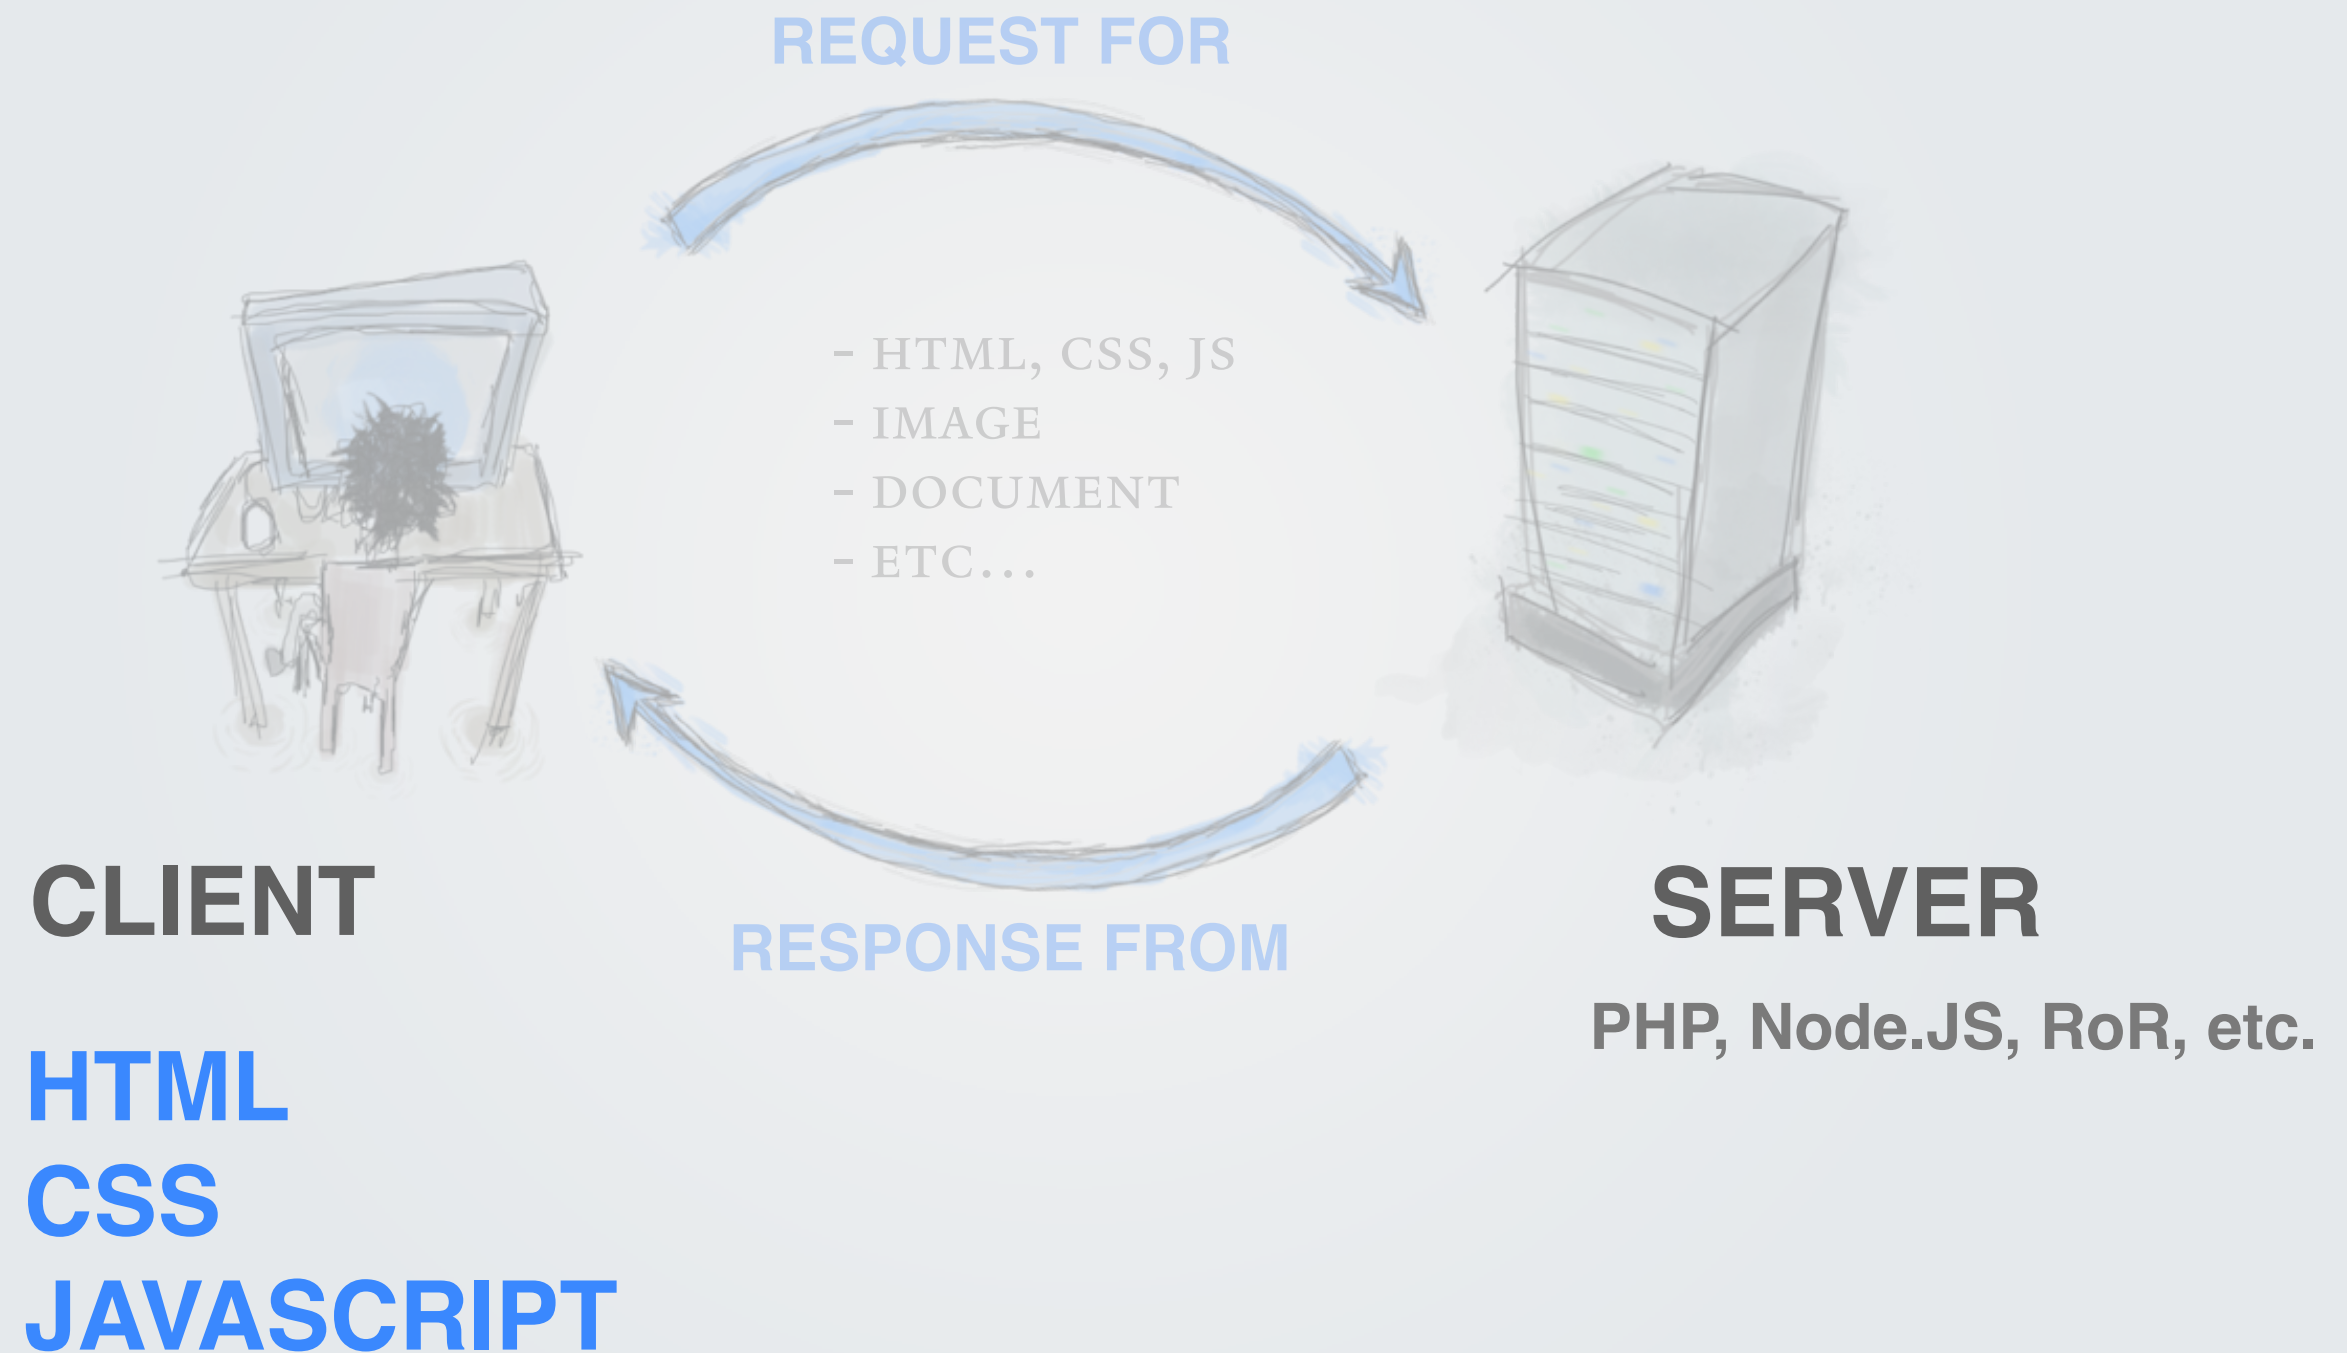 REQUEST FOR
- HTML, CSS, JS
- IMAGE
- DOCUMENT
- ETC...
RESPONSE FROM
CLIENT
HTML
CSS
JAVASCRIPT
SERVER
PHP, Node.JS, RoR, etc.